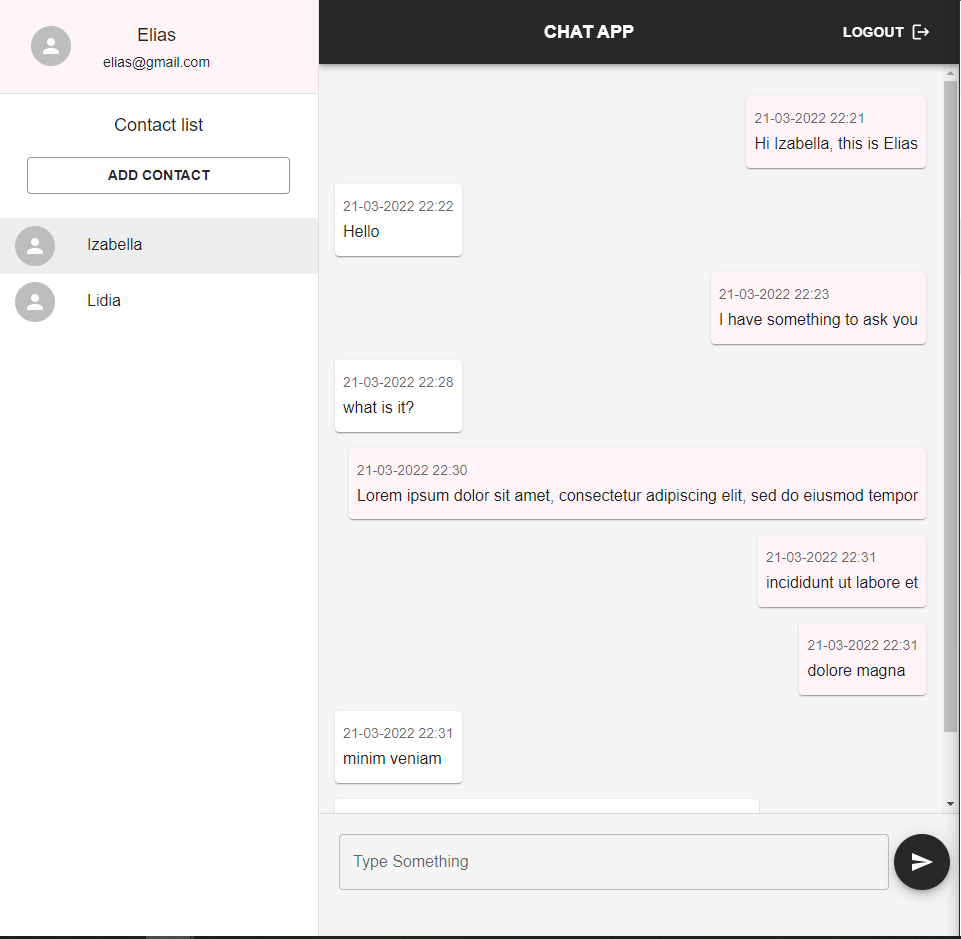 Elias
elias@gmail.com
Contact list
ADD CONTACT
Izabella
Lidia
CHAT APP
LOGOUT
21-03-2022 22:21
Hi Izabella, this is Elias
21-03-2022 22:22
Hello
21-03-2022 22:23
I have something to ask you
21-03-2022 22:28
what is it?
21-03-2022 22:30
Lorem ipsum dolor sit amet, consectetur adipiscing elit, sed do eiusmod tempor
21-03-2022 22:31
incididunt ut labore et
21-03-2022 22:31
dolore magna
21-03-2022 22:31
minim veniam
Type Something